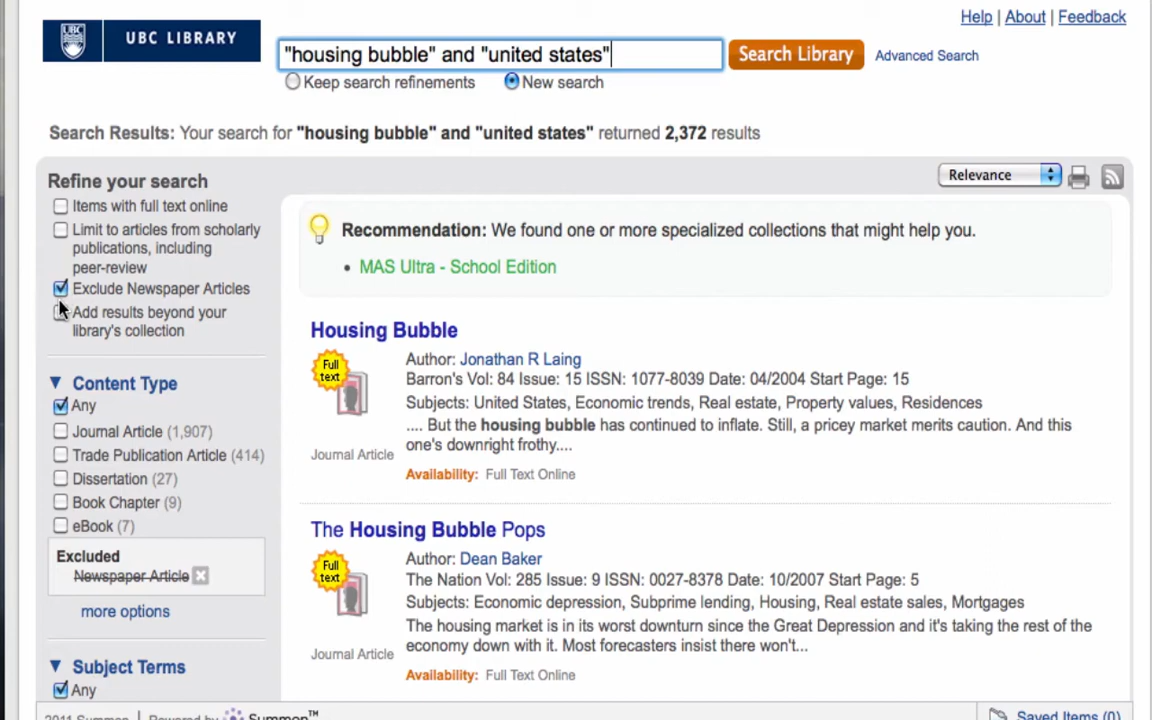 Help | About | Feedback
UBC
UBC LIBRARY
"housing bubble" and "united states"
Search Library
Advanced Search
Keep search refinements
New search
Search Results: Your search for "housing bubble" and "united states" returned 2,372 results
Refine your search
Relevance
Items with full text online
Limit to articles from scholarly
publications, including
peer-review
Exclude Newspaper Articles
Add results beyond your
library's collection
Content Type
Any
Journal Article (1,907)
Trade Publication Article (414)
Dissertation (27)
Book Chapter (9)
eBook (7)
Excluded
Newspaper Article
more options
Subject Terms
Any
Recommendation: We found one or more specialized collections that might help you.
• MAS Ultra - School Edition
Housing Bubble
Full
text
Journal Article
Author: Jonathan R Laing
Barron's Vol: 84 Issue: 15 ISSN: 1077-8039 Date: 04/2004 Start Page: 15
Subjects: United States, Economic trends, Real estate, Property values, Residences
.... But the housing bubble has continued to inflate. Still, a pricey market merits caution. And this
one's downright frothy....
Availability: Full Text Online
The Housing Bubble Pops
Full
text
Journal Article
Author: Dean Baker
The Nation Vol: 285 Issue: 9 ISSN: 0027-8378 Date: 10/2007 Start Page: 5
Subjects: Economic depression, Subprime lending, Housing, Real estate sales, Mortgages
The housing market is in its worst downturn since the Great Depression and it's taking the rest of the
economy down with it. Most forecasters insist there won't...
Availability: Full Text Online
2011 Summon | Powered by Summon™
Saved Items (0)